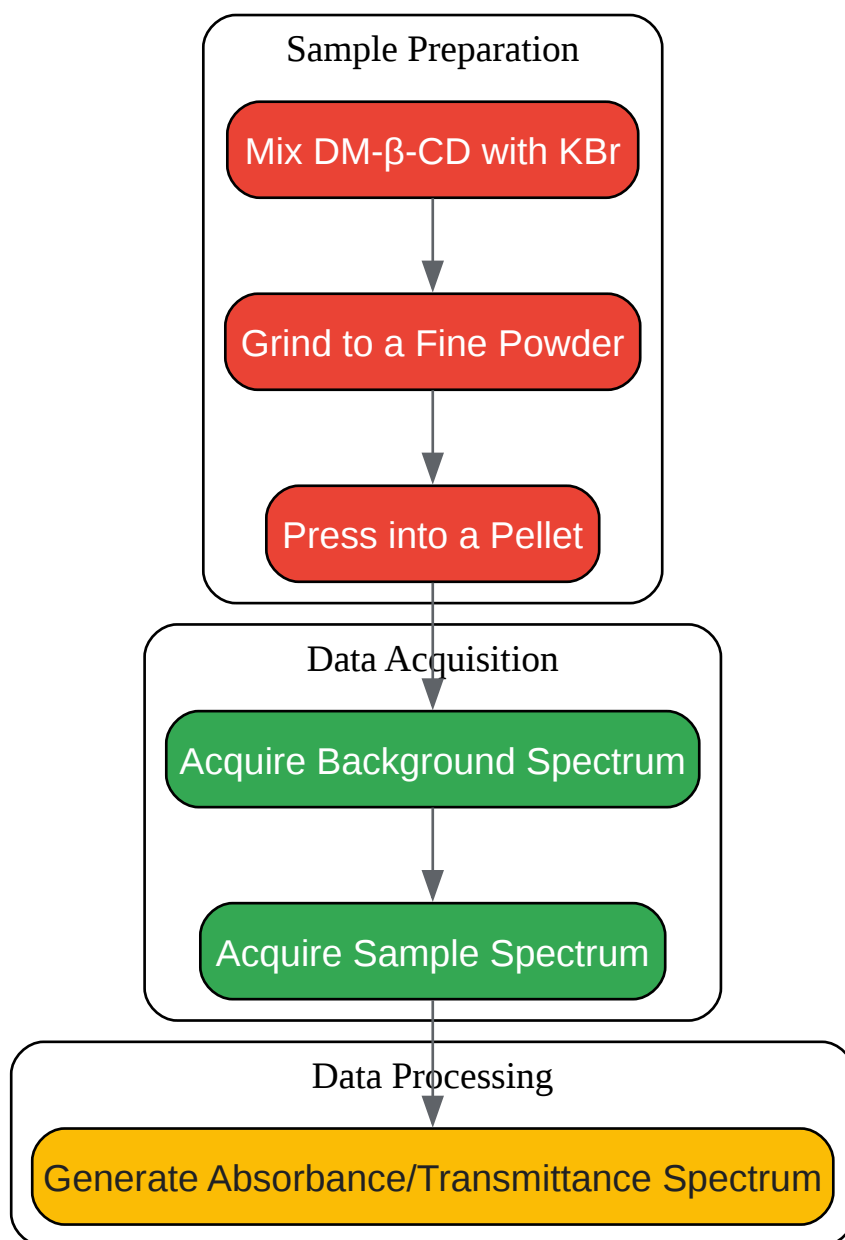 Sample Preparation
Mix DM-β-CD with KBr
Grind to a Fine Powder
Press into a Pellet
Data Acquisition
Acquire Background Spectrum
Acquire Sample Spectrum
Data Processing
Generate Absorbance/Transmittance Spectrum